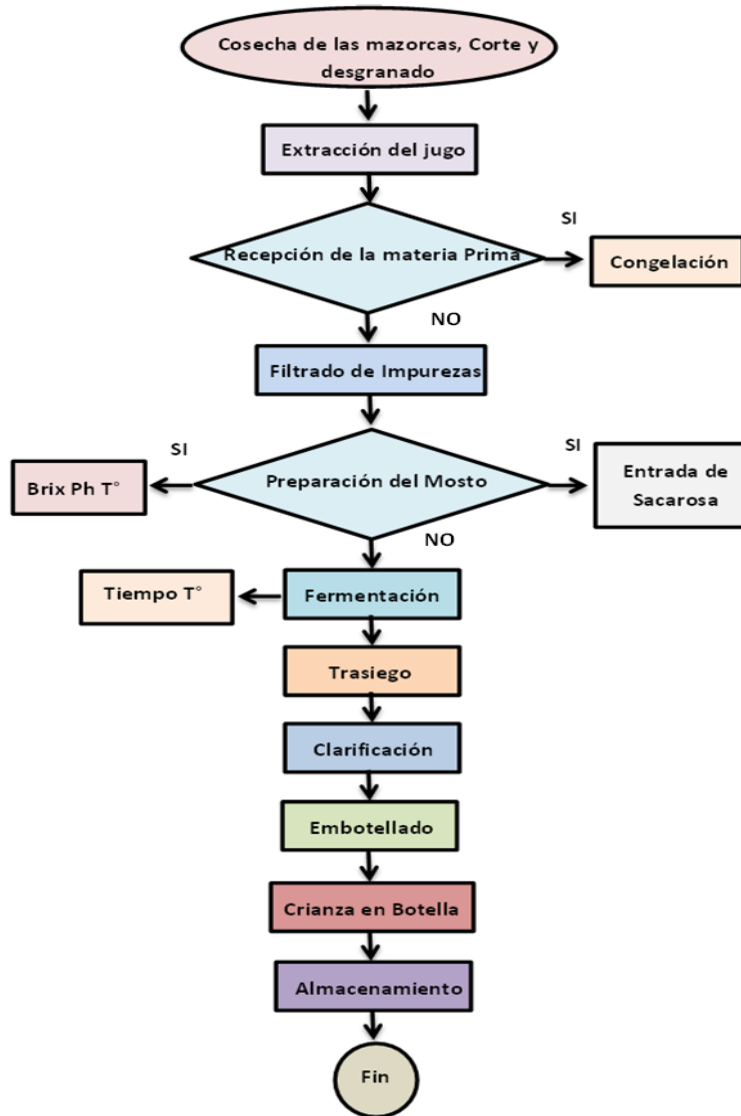 Cosecha de las mazorcas, Corte y
desgranado
Extracción del jugo
SI
Recepción de la materia Prima
Congelación
NO
Filtrado de Impurezas
SI
SI
Brix Ph T°
Preparación del Mosto
Entrada de
Sacarosa
NO
Tiempo T°
Fermentación
Trasiego
Clarificación
Embotellado
Crianza en Botella
Almacenamiento
Fin